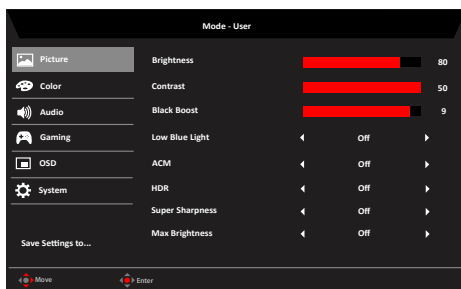 Mode - User
Picture
Brightness 80
Color
Contrast 50
Audio
Black Boost 9
Gaming
Low Blue Light Off
OSD
ACM Off
System
HDR Off
Super Sharpness Off
Max Brightness Off
Save Settings to...
Move Enter